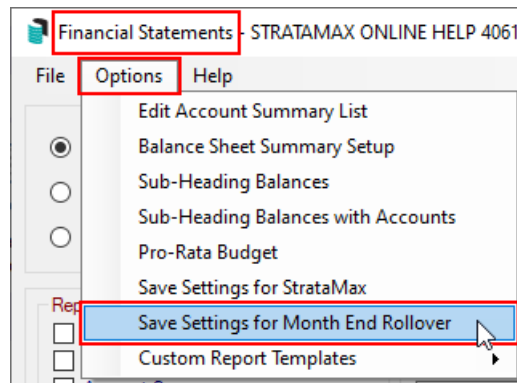 Financial Statements - STRATAMAX ONLINE HELP 4061
File Options Help
Edit Account Summary List
Balance Sheet Summary Setup
Sub-Heading Balances
Sub-Heading Balances with Accounts
Pro-Rata Budget
Save Settings for StrataMax
Rep
Save Settings for Month End Rollover
Custom Report Templates